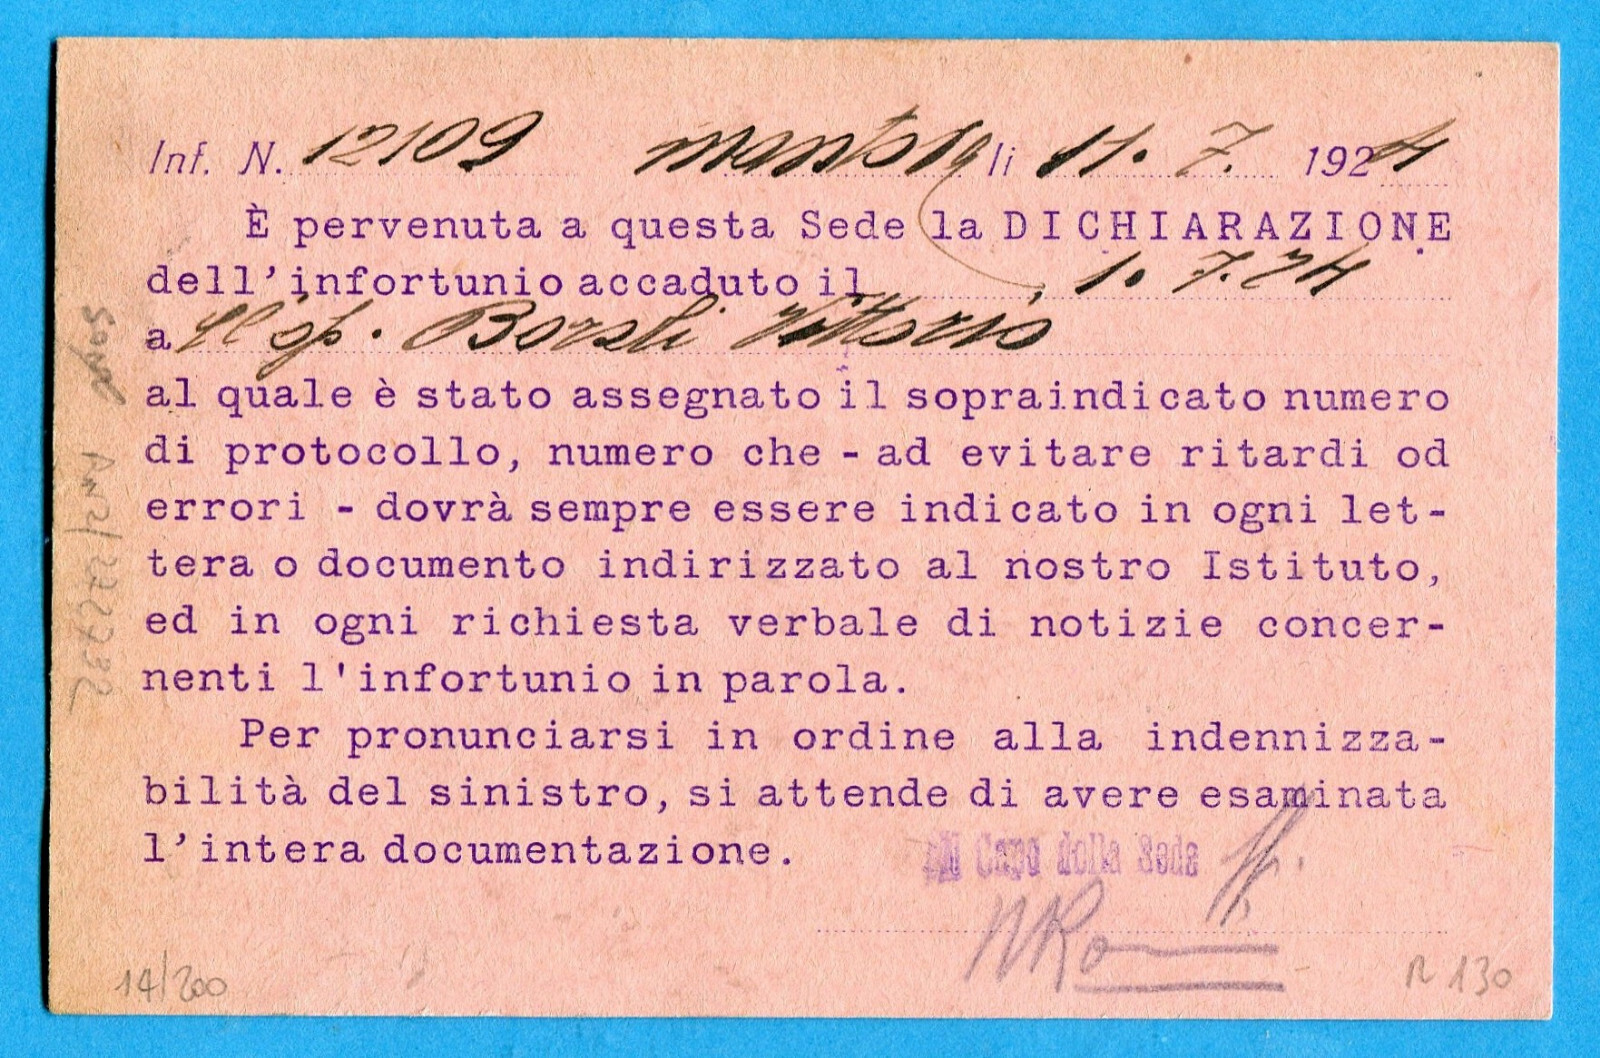 Inf. N. 12109 Mantova li 11. 7. 1924
È pervenuta a questa Sede la DICHIARAZIONE
dell'infortunio accaduto il 1. 7. 24
a Vittorio
al quale è stato assegnato il sopraindicato numero
di protocollo, numero che - ad evitare ritardi od
errori - dovrà sempre essere indicato in ogni let-
tera o documento indirizzato al nostro Istituto,
ed in ogni richiesta verbale di notizie concer-
nenti l'infortunio in parola.
Per pronunciarsi in ordine alla indennizza-
bilità del sinistro, si attende di avere esaminata
l'intera documentazione.
Il Capo della Sede
14/200
R 130